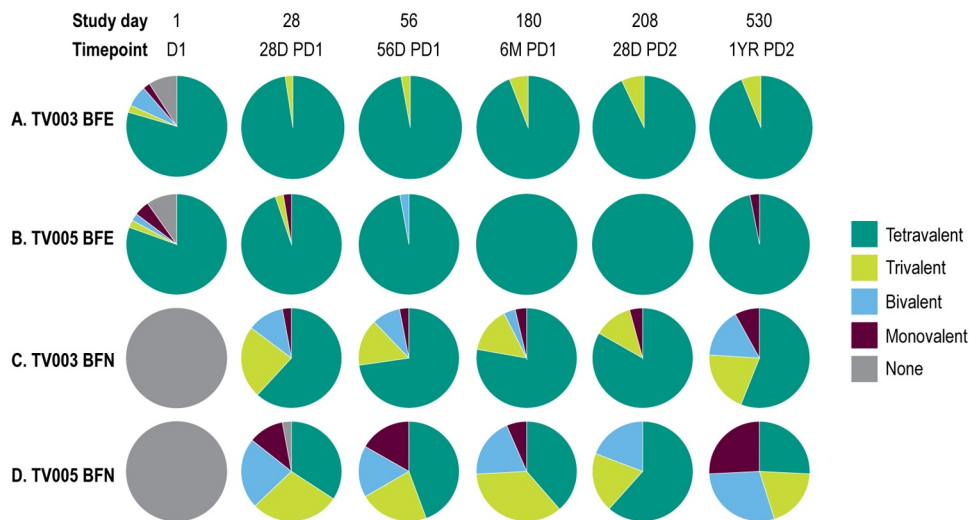 Study day 1 28 56 180 208 530
Timepoint D1 28D PD1 56D PD1 6M PD1 28D PD2 1YR PD2
A. TV003 BFE
B. TV005 BFE
C. TV003 BFN
D. TV005 BFN
Tetravalent
Trivalent
Bivalent
Monovalent
None